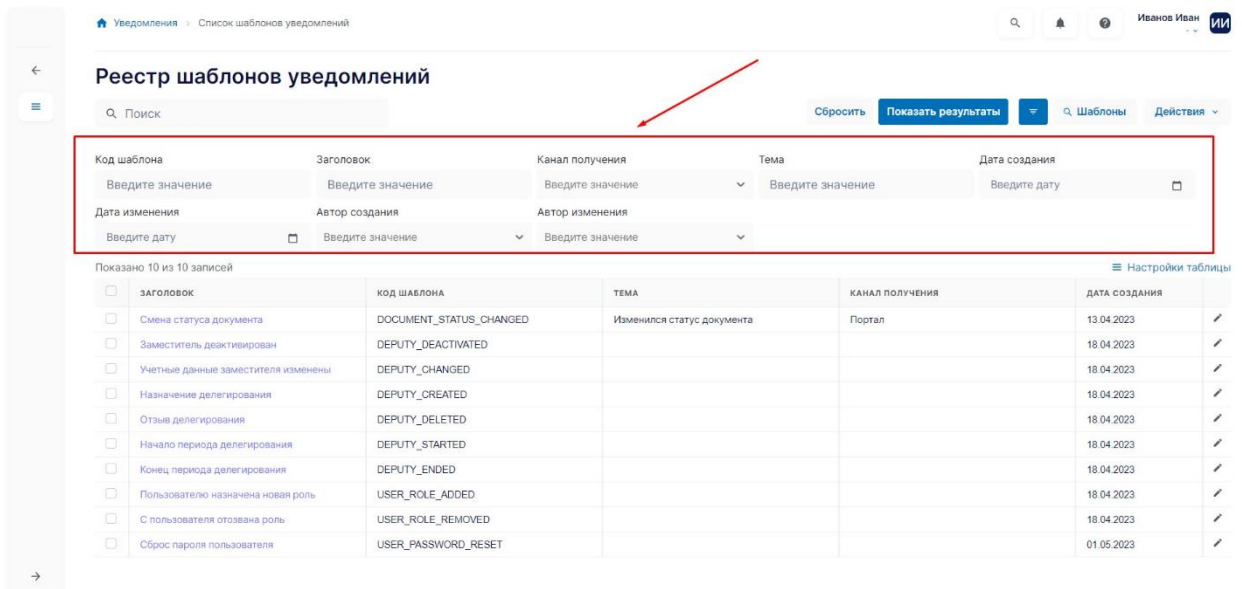 Уведомления › Список шаблонов уведомлений
Иванов Иван ИИ
Реестр шаблонов уведомлений
Поиск Сбросить Показать результаты Шаблоны Действия
Код шаблона Заголовок Канал получения Тема Дата создания
Введите значение Введите значение Введите значение Введите значение Введите дату
Дата изменения Автор создания Автор изменения
Введите дату Введите значение Введите значение
Показано 10 из 10 записей Настройки таблицы
ЗАГОЛОВОК КОД ШАБЛОНА ТЕМА КАНАЛ ПОЛУЧЕНИЯ ДАТА СОЗДАНИЯ
Смена статуса документа DOCUMENT_STATUS_CHANGED Изменился статус документа Портал 13.04.2023
Заместитель деактивирован DEPUTY_DEACTIVATED 18.04.2023
Учетные данные заместителя изменены DEPUTY_CHANGED 18.04.2023
Назначение делегирования DEPUTY_CREATED 18.04.2023
Отзыв делегирования DEPUTY_DELETED 18.04.2023
Начало периода делегирования DEPUTY_STARTED 18.04.2023
Конец периода делегирования DEPUTY_ENDED 18.04.2023
Пользователю назначена новая роль USER_ROLE_ADDED 18.04.2023
С пользователя отозвана роль USER_ROLE_REMOVED 18.04.2023
Сброс пароля пользователя USER_PASSWORD_RESET 01.05.2023